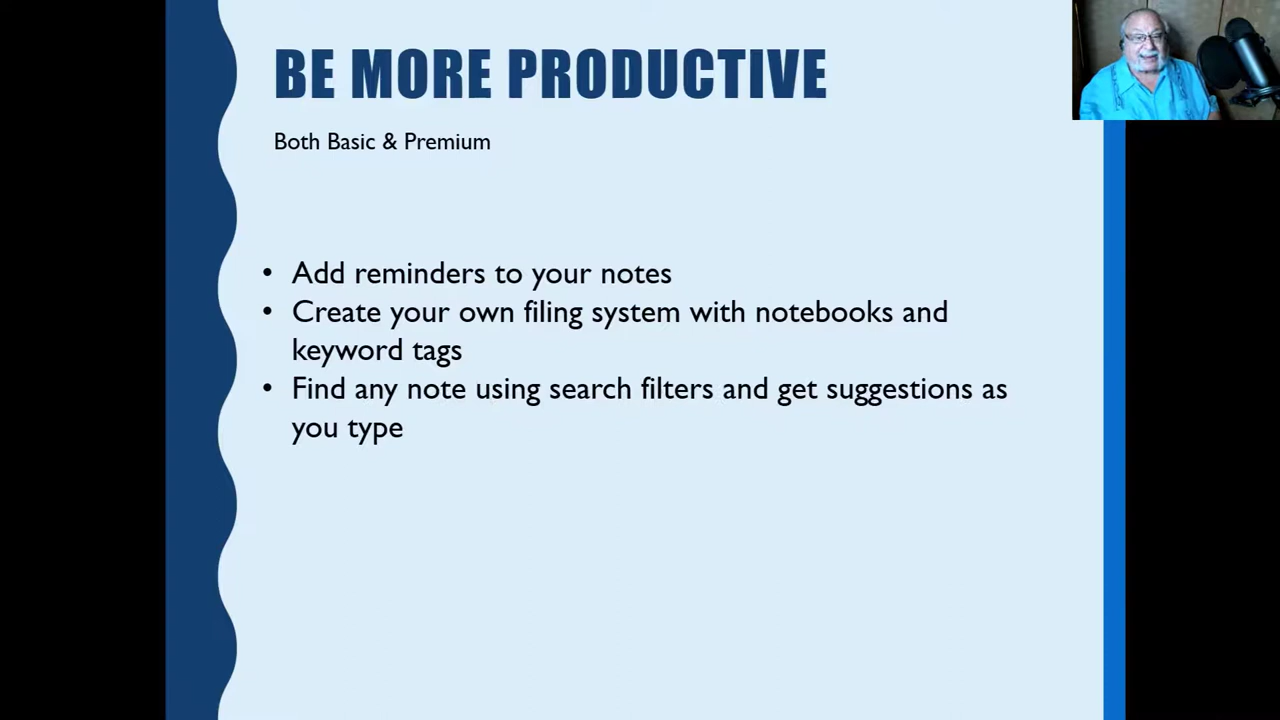 BE MORE PRODUCTIVE
Both Basic & Premium
• Add reminders to your notes
• Create your own filing system with notebooks and
keyword tags
• Find any note using search filters and get suggestions as
you type